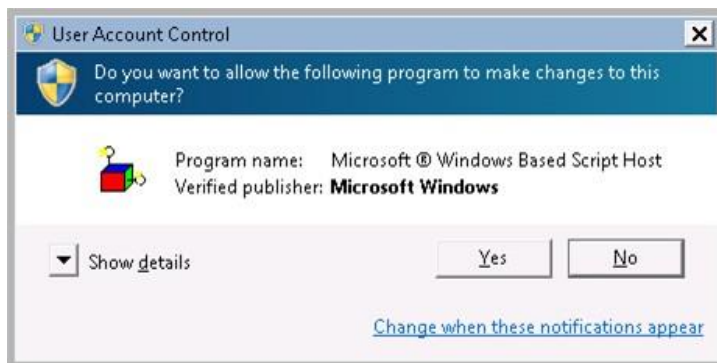 User Account Control
Do you want to allow the following program to make changes to this
computer?
Program name: Microsoft ® Windows Based Script Host
Verified publisher: Microsoft Windows
Show details
Yes
No
Change when these notifications appear